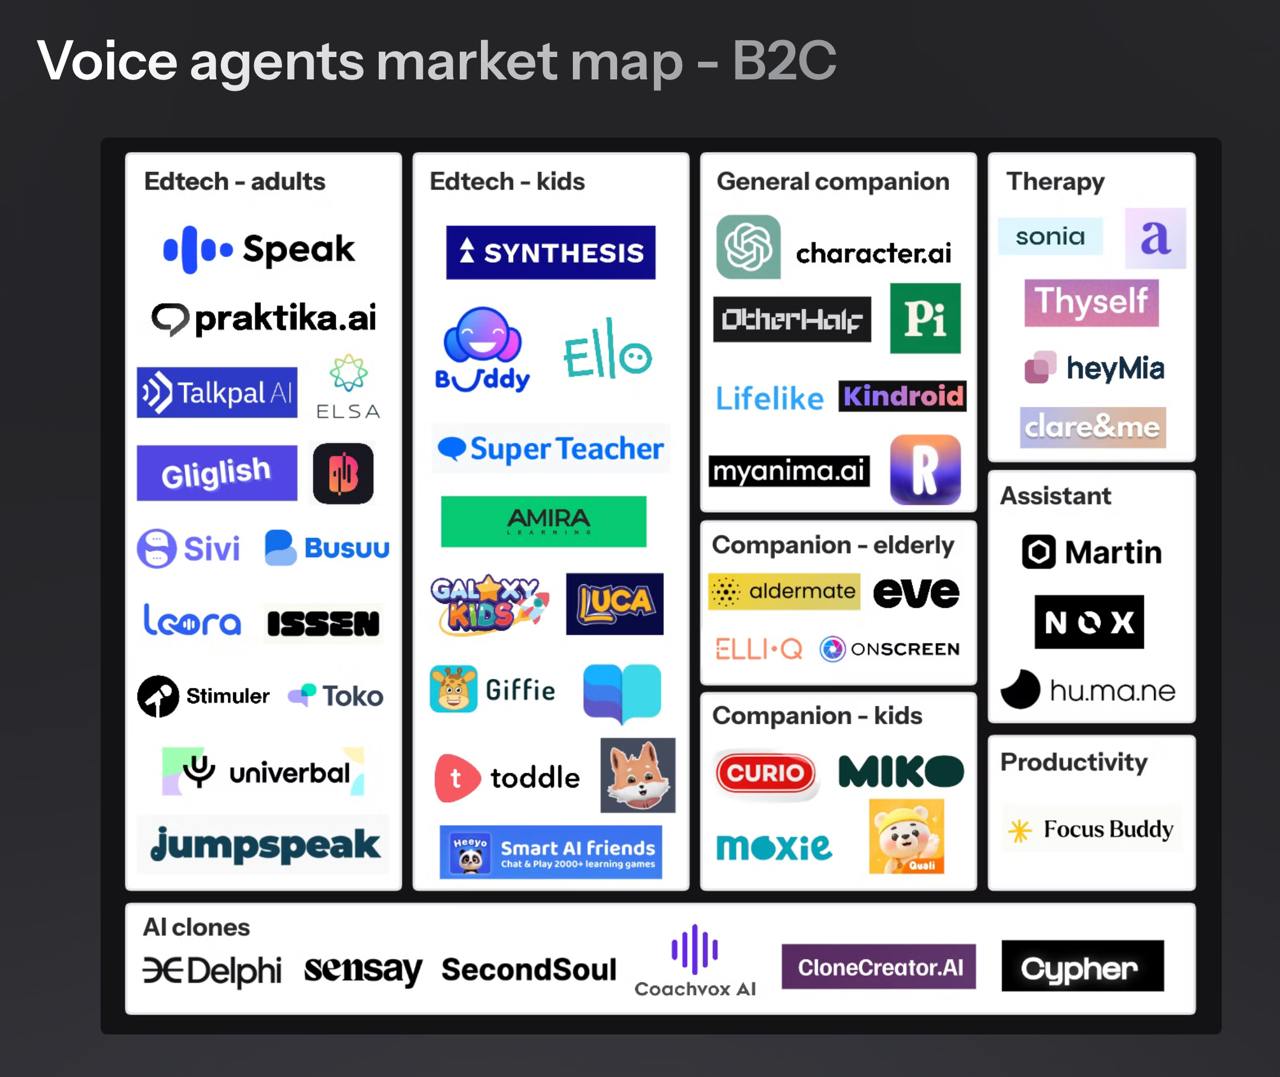 Voice agents market map - B2C
Edtech - adults
Speak
praktika.ai
Talkpal AI
ELSA
Gliglish
B
Sivi
Busuu
Leora
ISSEN
Stimuler
Toko
univerbal
jumpspeak
Edtech - kids
SYNTHESIS
Buddy
Ello
Super Teacher
AMIRA
LEARNING
GALAXY
KIDS
LUCA
Giffie
t toddle
Heeyo
Smart AI friends
Chat & Play 2000+ learning games
General companion
character.ai
OtherHalf
Pi
Lifelike
Kindroid
myanima.ai
R
Companion - elderly
aldermate
eve
ELLI•Q
ONSCREEN
Companion - kids
CURIO
MIKO
moxie
Quali
Therapy
sonia
a
Thyself
heyMia
clare&me
Assistant
Martin
NOX
hu.ma.ne
Productivity
Focus Buddy
AI clones
Delphi
sensay
SecondSoul
Coachvox AI
CloneCreator.AI
Cypher